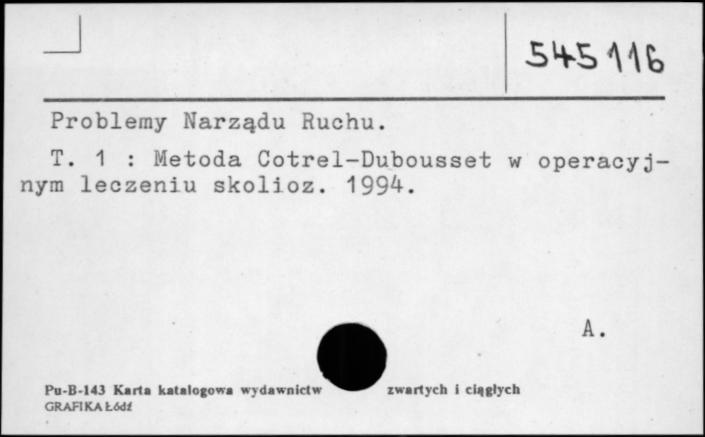 545116
Problemy Narządu Ruchu.
T. 1 : Metoda Cotrel-Dubousset w operacyj-
nym leczeniu skolioz. 1994.
A.
Pu-B-143 Karta katalogowa wydawnictw zwartych i ciągłych
GRAFIKA Łódź